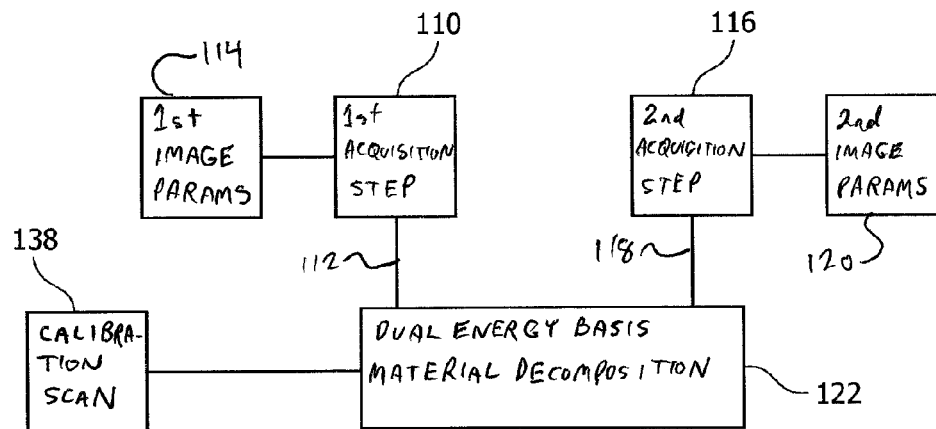 114
110
116
1st
IMAGE
PARAMS
1st
ACQUISITION
STEP
2nd
ACQUISITION
STEP
2nd
IMAGE
PARAMS
138
112
118
120
CALIBRA-
TION
SCAN
DUAL ENERGY BASIS
MATERIAL DECOMPOSITION
122